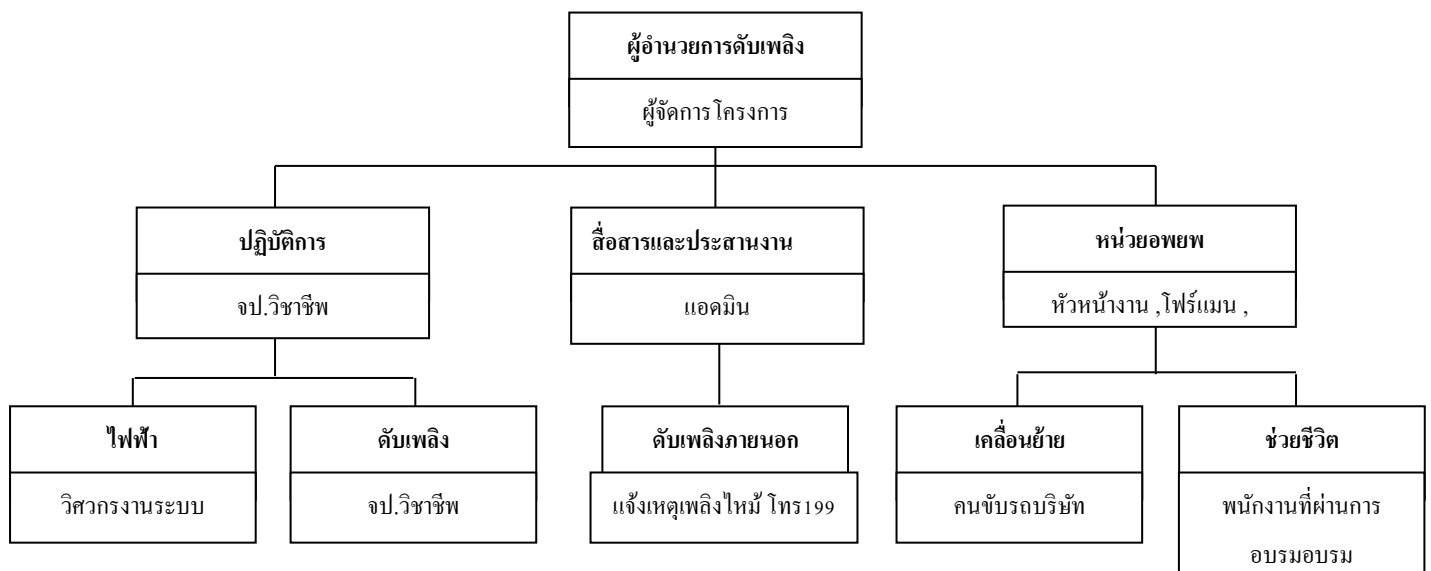 ผู้อำนวยการดับเพลิง
ผู้จัดการโครงการ
ปฏิบัติการ
จป.วิชาชีพ
สื่อสารและประสานงาน
แอดมิน
หน่วยอพยพ
หัวหน้างาน ,โฟร์แมน ,
ไฟฟ้า
วิศวกรงานระบบ
ดับเพลิง
จป.วิชาชีพ
ดับเพลิงภายนอก
แจ้งเหตุเพลิงไหม้ โทร199
เคลื่อนย้าย
คนขับรถบริษัท
ช่วยชีวิต
พนักงานที่ผ่านการ
อบรมอบรม